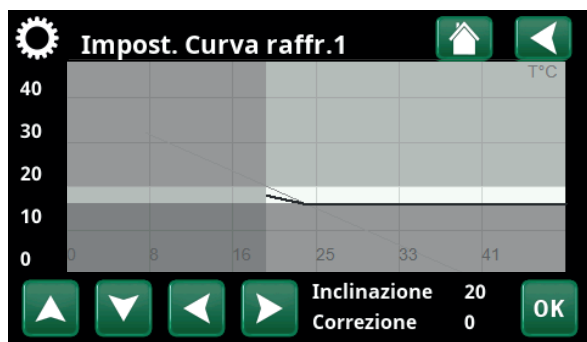 Impost. Curva raffr.1
T°C
40
30
20
10
0
0 8 16 25 33 41
Inclinazione 20
Correzione 0
OK